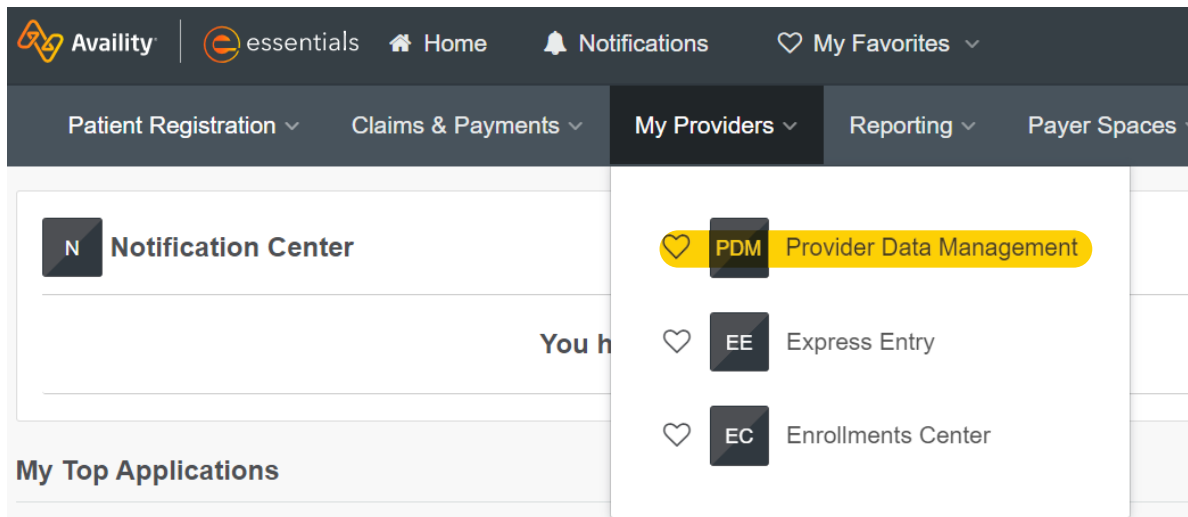 Availity essentials Home Notifications My Favorites
Patient Registration Claims & Payments My Providers Reporting Payer Spaces
N Notification Center
PDM Provider Data Management
You h
EE Express Entry
EC Enrollments Center
My Top Applications